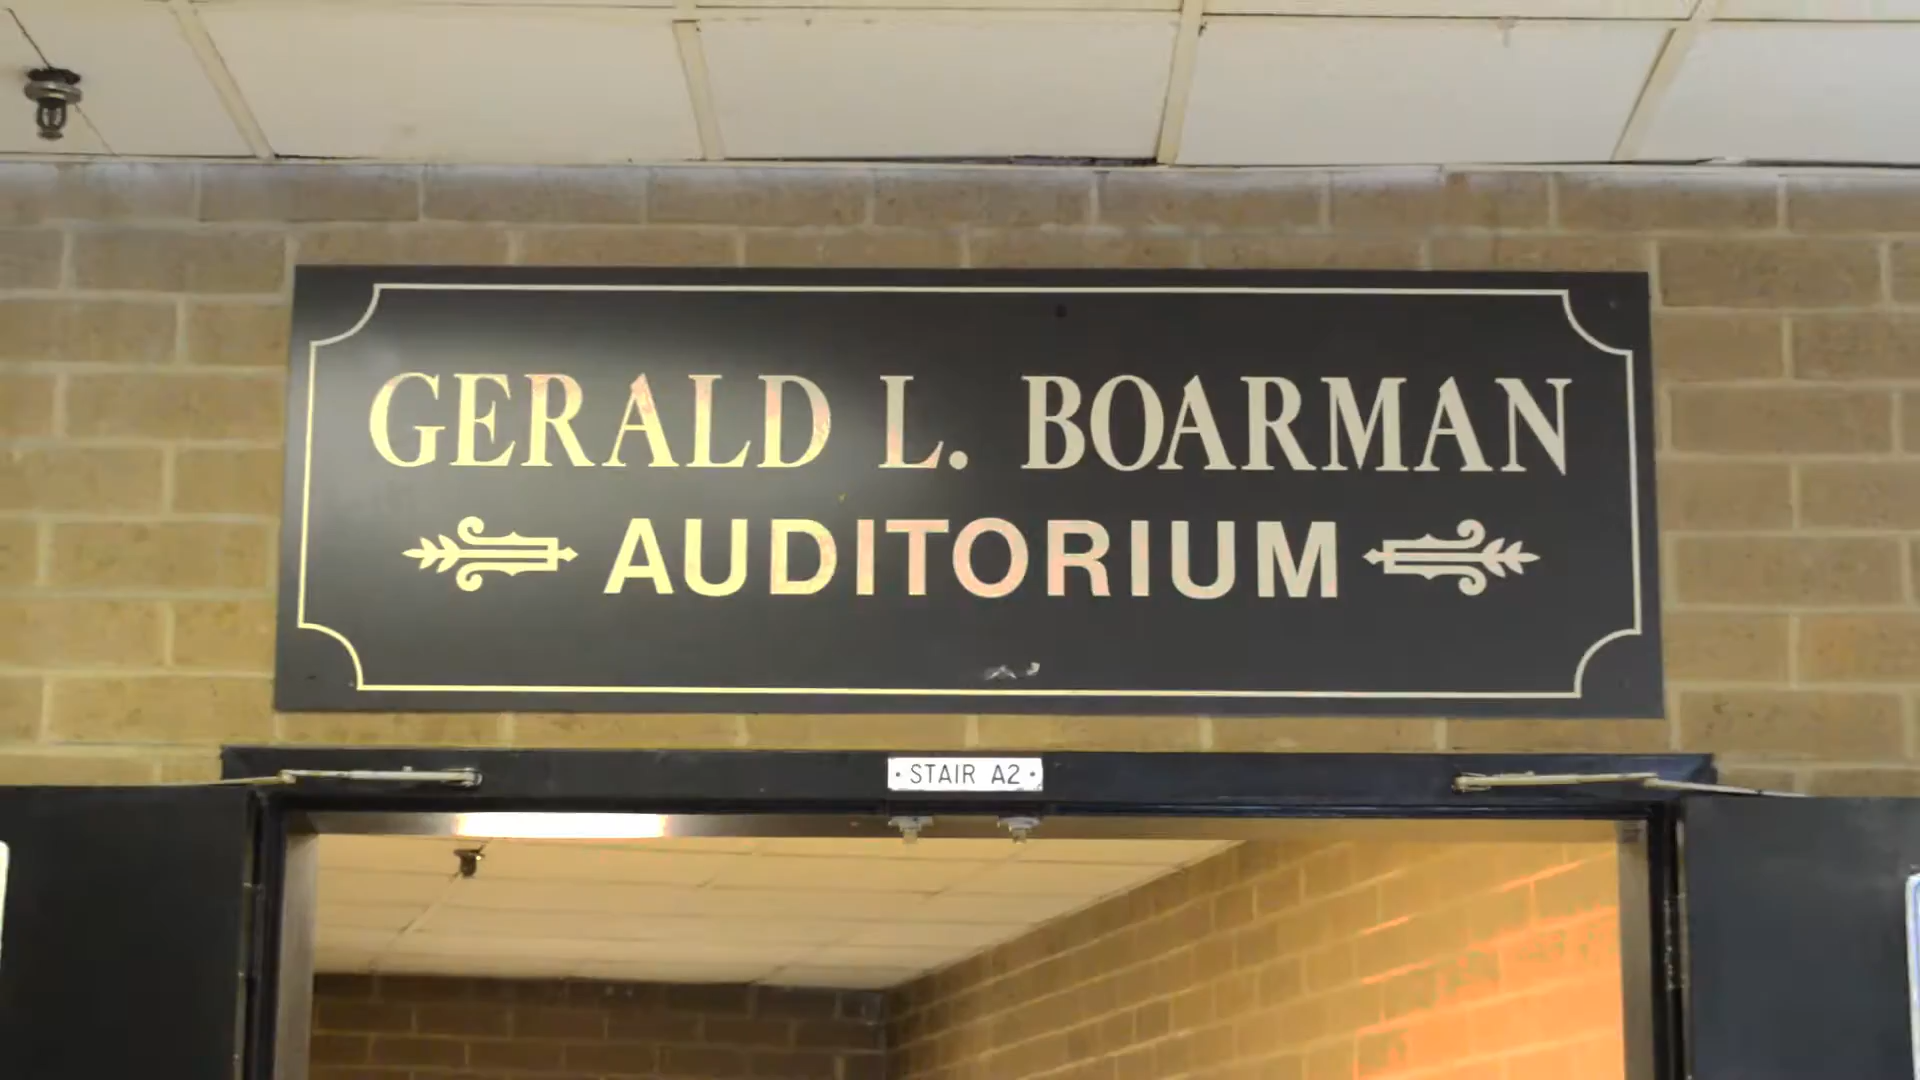 GERALD L. BOARMAN
AUDITORIUM
• STAIR A2 •